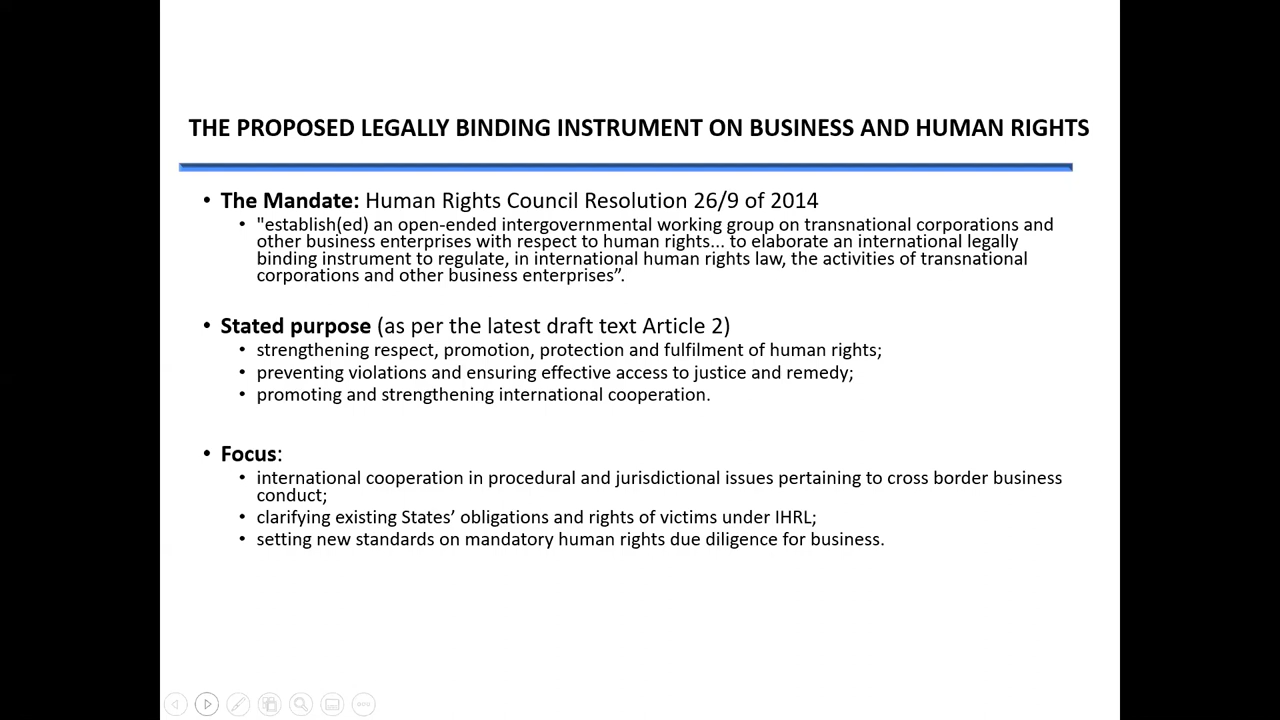 THE PROPOSED LEGALLY BINDING INSTRUMENT ON BUSINESS AND HUMAN RIGHTS
• The Mandate: Human Rights Council Resolution 26/9 of 2014
• "establish(ed) an open-ended intergovernmental working group on transnational corporations and
other business enterprises with respect to human rights... to elaborate an international legally
binding instrument to regulate, in international human rights law, the activities of transnational
corporations and other business enterprises”.
• Stated purpose (as per the latest draft text Article 2)
• strengthening respect, promotion, protection and fulfilment of human rights;
• preventing violations and ensuring effective access to justice and remedy;
• promoting and strengthening international cooperation.
• Focus:
• international cooperation in procedural and jurisdictional issues pertaining to cross border business
conduct;
• clarifying existing States’ obligations and rights of victims under IHRL;
• setting new standards on mandatory human rights due diligence for business.